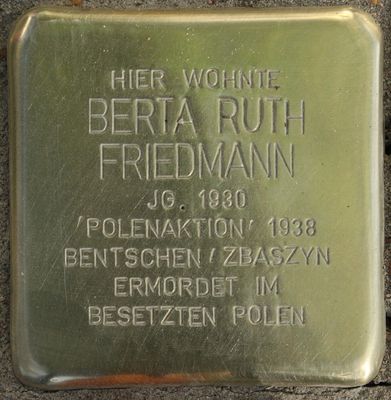 HIER WOHNTE
BERTA RUTH
FRIEDMANN
JG. 1930
'POLENAKTION' 1938
BENTSCHEN / ZBASZYN
ERMORDET IM
BESETZTEN POLEN